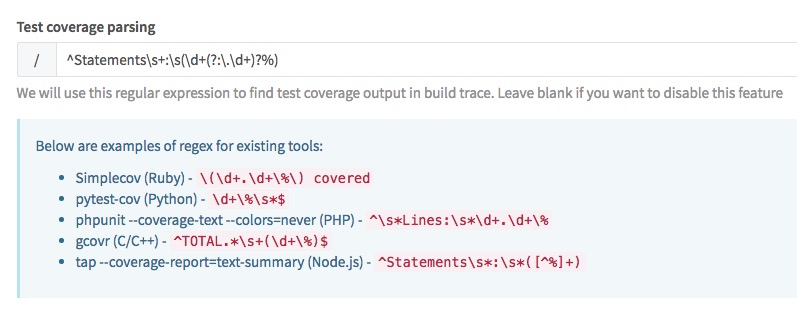 Test coverage parsing
/ ^Statements\s+:\s(\d+(?:\.\d+)?%)
We will use this regular expression to find test coverage output in build trace. Leave blank if you want to disable this feature
Below are examples of regex for existing tools:
• Simplecov (Ruby) - \(\d+.\d+\%\) covered
• pytest-cov (Python) - \d+\%\s*$
• phpunit --coverage-text --colors=never (PHP) - ^\s*Lines:\s*\d+.\d+\%
• gcovr (C/C++) - ^TOTAL.*\s+(\d+\%)$
• tap --coverage-report=text-summary (Node.js) - ^Statements\s*:\s*([^%]+)